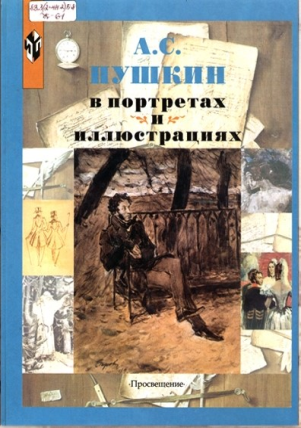 А.С.
ПУШКИН
в портретах
и
иллюстрациях
·Просвещение·